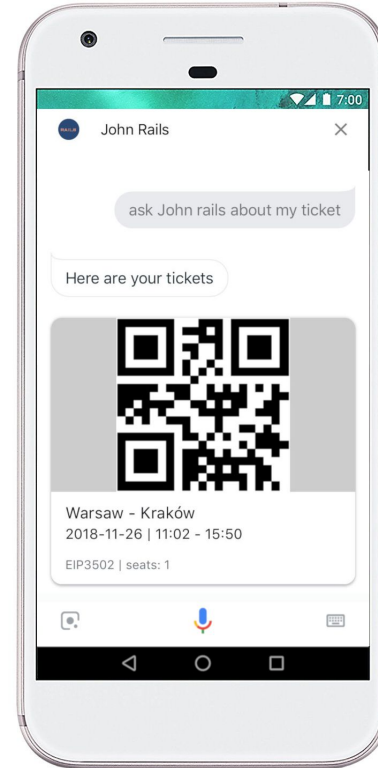 7:00
RAILS
John Rails
ask John rails about my ticket
Here are your tickets
Warsaw - Kraków
2018-11-26 | 11:02 - 15:50
EIP3502 | seats: 1